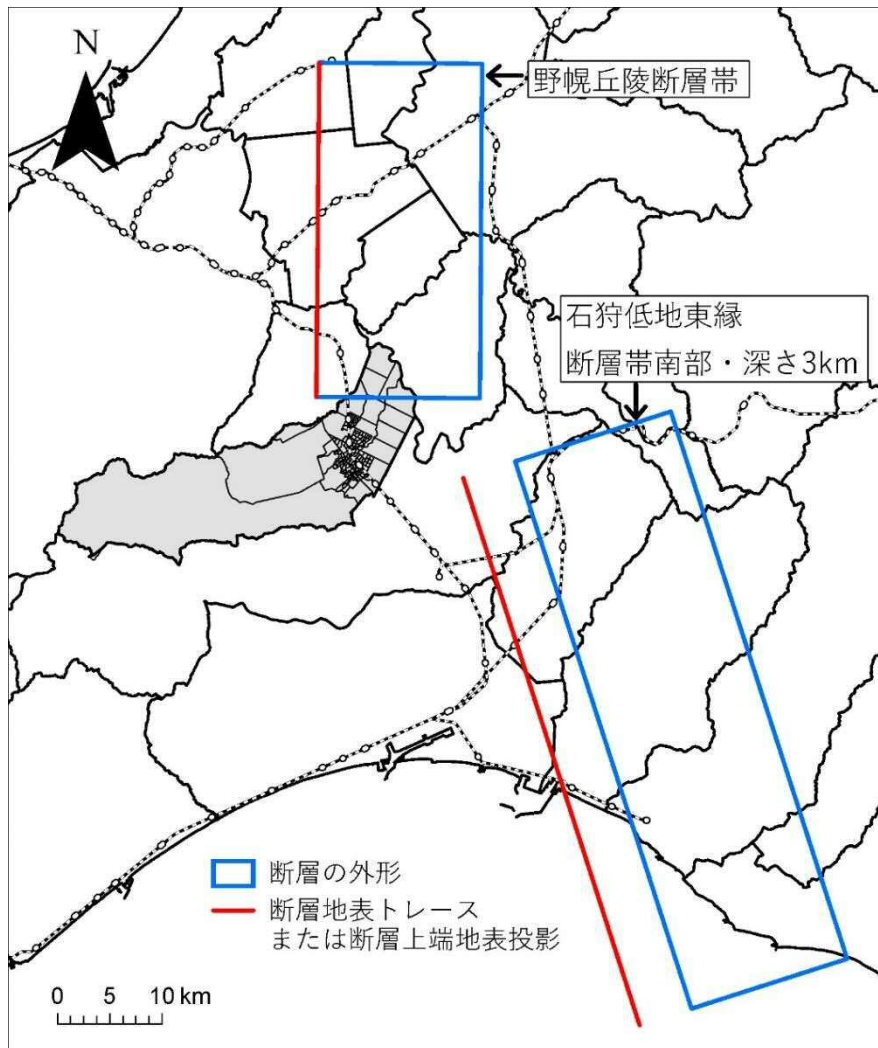 N
野幌丘陵断層帯
石狩低地東縁
断層帯南部・深さ3km
断層の外形
断層地表トレース
または断層上端地表投影
0 5 10 km